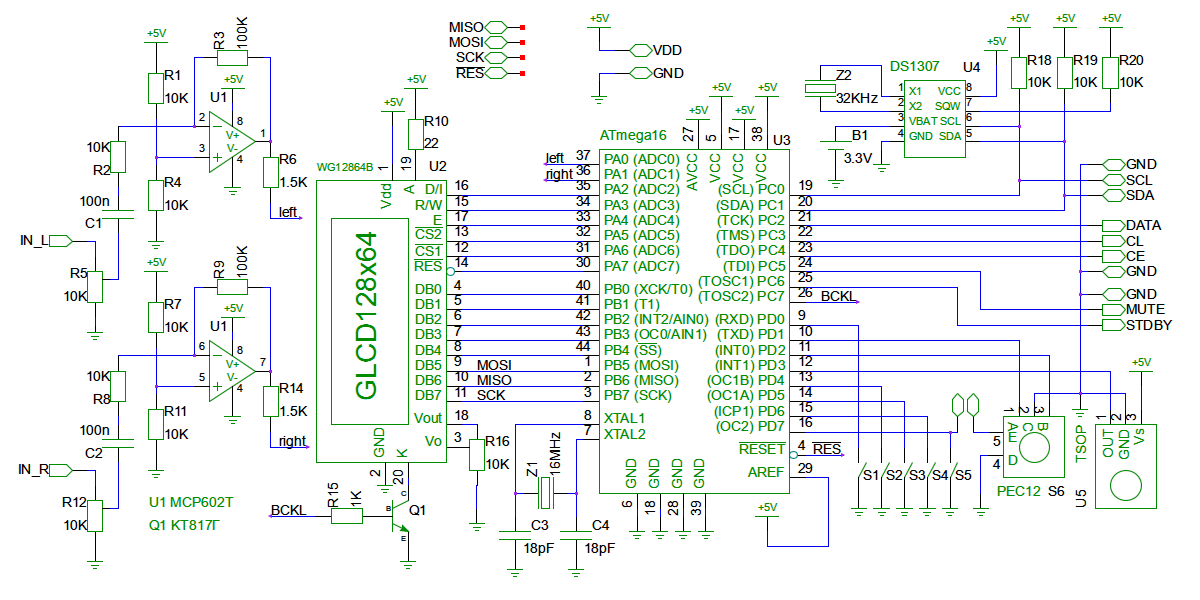 MISO
MOSI
SCK
RES
+5V
VDD
GND
+5V
R1
10K
R3
100K
+5V
U1
2
3
8
V+
V-
4
1
10K
R2
R4
10K
R6
1.5K
left
100n
C1
IN_L
R5
10K
+5V
R7
10K
R9
100K
+5V
U1
6
5
8
V+
V-
4
7
10K
R8
R11
10K
R14
1.5K
right
100n
C2
IN_R
R12
10K
U1 MCP602T
Q1 КТ817Г
+5V
+5V
R10
22
WG12864B
1
19
U2
Vdd
A
GLCD128x64
D/I 16
R/W 15
E 17
CS2 13
CS1 12
RES 14
DB0 4
DB1 5
DB2 6
DB3 7
DB4 8
DB5 9 MOSI
DB6 10 MISO
DB7 11 SCK
Vout 18
Vo 3
GND
K
2
20
R16
10K
BCKL
R15
1K
B
C
E
Q1
ATmega16
U3
+5V
+5V
+5V
+5V
27
5
17
38
AVCC
VCC
VCC
VCC
left 37 PA0 (ADC0)
right 36 PA1 (ADC1)
35 PA2 (ADC2)
34 PA3 (ADC3)
33 PA4 (ADC4)
32 PA5 (ADC5)
31 PA6 (ADC6)
30 PA7 (ADC7)
40 PB0 (XCK/T0)
41 PB1 (T1)
42 PB2 (INT2/AIN0)
43 PB3 (OC0/AIN1)
44 PB4 (SS)
1 PB5 (MOSI)
2 PB6 (MISO)
3 PB7 (SCK)
8 XTAL1
7 XTAL2
(SCL) PC0 19
(SDA) PC1 20
(TCK) PC2 21
(TMS) PC3 22
(TDO) PC4 23
(TDI) PC5 24
(TOSC1) PC6 25
(TOSC2) PC7 26 BCKL
(RXD) PD0 9
(TXD) PD1 10
(INT0) PD2 11
(INT1) PD3 12
(OC1B) PD4 13
(OC1A) PD5 14
(ICP1) PD6 15
(OC2) PD7 16
RESET 4 RES
AREF 29
GND
GND
GND
GND
6
18
28
39
+5V
Z1
16MHz
C3
18pF
C4
18pF
Z2
32KHz
B1
3.3V
DS1307
U4
1 X1
2 X2
3 VBAT
4 GND
VCC 8
SQW 7
SCL 6
SDA 5
+5V
+5V
+5V
+5V
R18
10K
R19
10K
R20
10K
GND
SCL
SDA
DATA
CL
CE
GND
GND
MUTE
STDBY
S1
S2
S3
S4
S5
1
2
3
5
4
A
C
B
E
D
PEC12
S6
+5V
TSOP
U5
1
2
3
OUT
GND
Vs